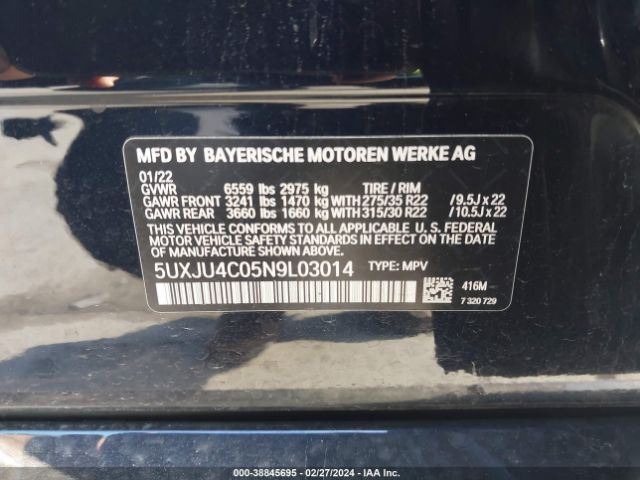 MFD BY BAYERISCHE MOTOREN WERKE AG
01/22
GVWR 6559 lbs 2975 kg TIRE / RIM
GAWR FRONT 3241 lbs 1470 kg WITH 275/35 R22 /9.5J x 22
GAWR REAR 3660 lbs 1660 kg WITH 315/30 R22 /10.5J x 22
THIS VEHICLE CONFORMS TO ALL APPLICABLE U. S. FEDERAL
MOTOR VEHICLE SAFETY STANDARDS IN EFFECT ON THE DATE
OF MANUFACTURE SHOWN ABOVE.
5UXJU4C05N9L03014 TYPE: MPV
416M
7 320 729
000-38845695 - 02/27/2024 - IAA Inc.